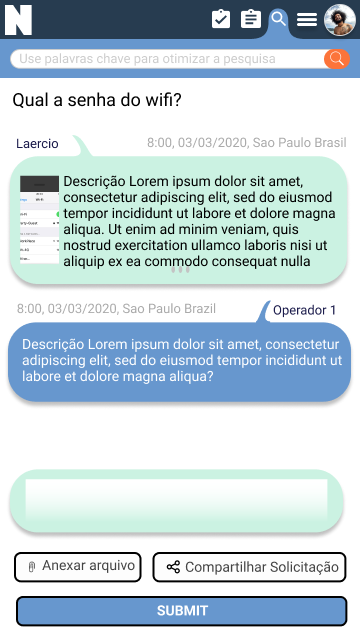 N
Use palavras chave para otimizar a pesquisa
Qual a senha do wifi?
Laercio
8:00, 03/03/2020, Sao Paulo Brasil
Descrição Lorem ipsum dolor sit amet,
consectetur adipiscing elit, sed do eiusmod
tempor incididunt ut labore et dolore magna
aliqua. Ut enim ad minim veniam, quis
nostrud exercitation ullamco laboris nisi ut
aliquip ex ea commodo consequat nulla
8:00, 03/03/2020, Sao Paulo Brazil
Operador 1
Descrição Lorem ipsum dolor sit amet, consectetur
adipiscing elit, sed do eiusmod tempor incididunt ut
labore et dolore magna aliqua?
Anexar arquivo
Compartilhar Solicitação
SUBMIT